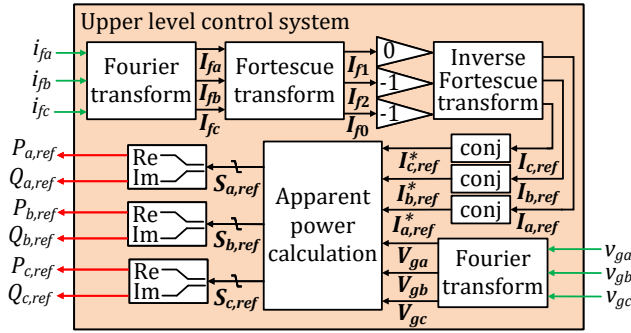 Upper level control system
i_fa
i_fb
i_fc
Fourier
transform
I_fa
I_fb
I_fc
Fortescue
transform
I_f1
I_f2
I_f0
0
-1
-1
Inverse
Fortescue
transform
P_a,ref
Q_a,ref
P_b,ref
Q_b,ref
P_c,ref
Q_c,ref
Re
Im
Re
Im
Re
Im
S_a,ref
S_b,ref
S_c,ref
Apparent
power
calculation
conj
I*_c,ref
I_c,ref
conj
I*_b,ref
I_b,ref
conj
I*_a,ref
I_a,ref
V_ga
V_gb
V_gc
Fourier
transform
v_ga
v_gb
v_gc